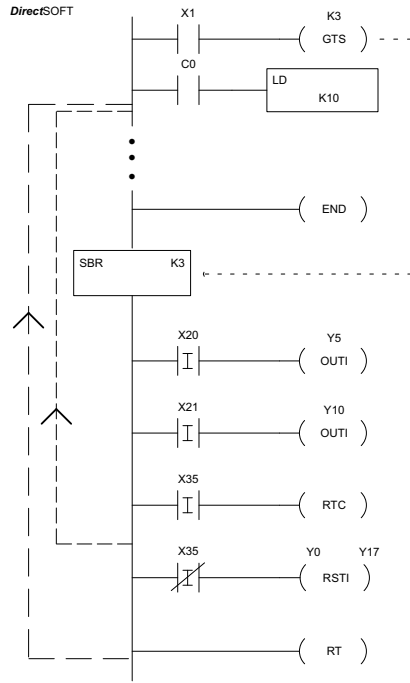 DirectSOFT
X1 K3
GTS
C0
LD
K10
END
SBR K3
X20 Y5
I OUTI
X21 Y10
I OUTI
X35
I RTC
X35 Y0 Y17
I RSTI
RT